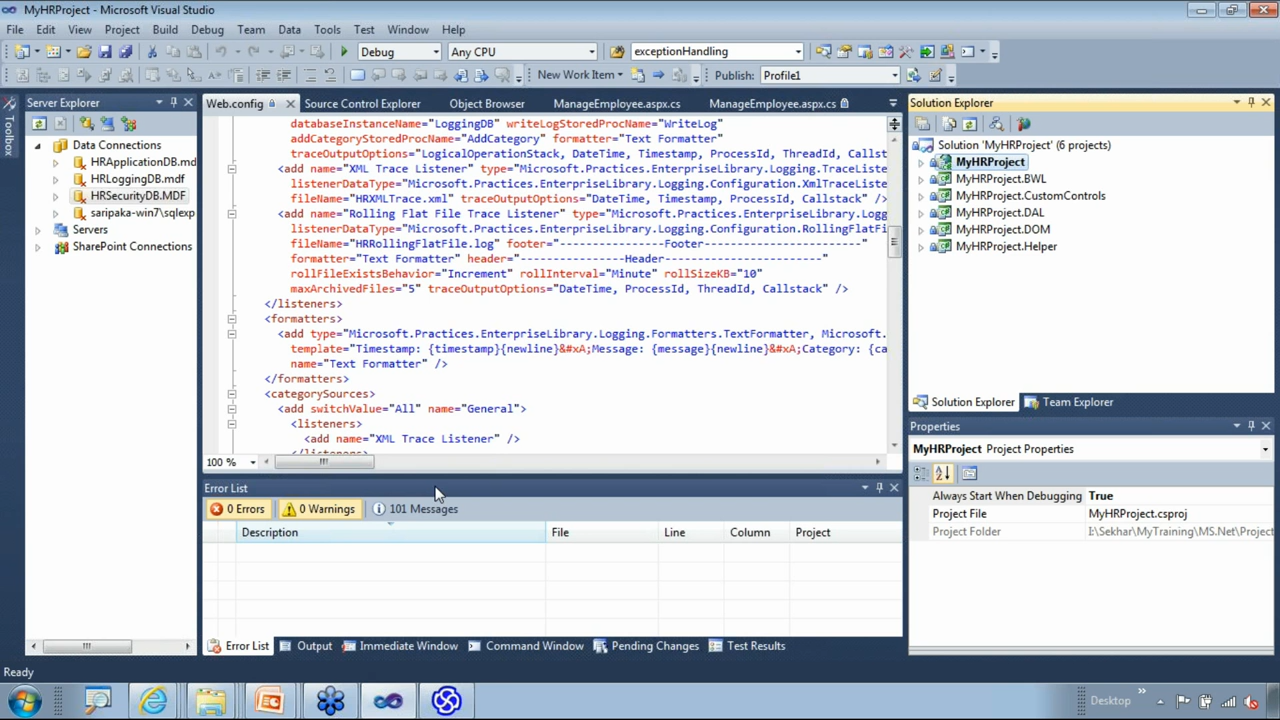 MyHRProject - Microsoft Visual Studio
File Edit View Project Build Debug Team Data Tools Test Window Help
Debug Any CPU exceptionHandling
New Work Item Publish: Profile1
Server Explorer
Data Connections
HRApplicationDB.md
HRLoggingDB.mdf
HRSecurityDB.MDF
saripaka-win7\sqlexp
Servers
SharePoint Connections
Toolbox
Web.config Source Control Explorer Object Browser ManageEmployee.aspx.cs ManageEmployee.aspx.cs
databaseInstanceName="LoggingDB" writeLogStoredProcName="WriteLog"
addCategoryStoredProcName="AddCategory" formatter="Text Formatter"
traceOutputOptions="LogicalOperationStack, DateTime, Timestamp, ProcessId, ThreadId, Callst
<add name="XML Trace Listener" type="Microsoft.Practices.EnterpriseLibrary.Logging.TraceList
listenerDataType="Microsoft.Practices.EnterpriseLibrary.Logging.Configuration.XmlTraceListe
fileName="HRXMLTrace.xml" traceOutputOptions="DateTime, Timestamp, ProcessId, Callstack" />
<add name="Rolling Flat File Trace Listener" type="Microsoft.Practices.EnterpriseLibrary.Logg
listenerDataType="Microsoft.Practices.EnterpriseLibrary.Logging.Configuration.RollingFlatFi
fileName="HRRollingFlatFile.log" footer="----------------Footer------------------------"
formatter="Text Formatter" header="----------------Header------------------------"
rollFileExistsBehavior="Increment" rollInterval="Minute" rollSizeKB="10"
maxArchivedFiles="5" traceOutputOptions="DateTime, ProcessId, ThreadId, Callstack" />
</listeners>
<formatters>
<add type="Microsoft.Practices.EnterpriseLibrary.Logging.Formatters.TextFormatter, Microsoft.
template="Timestamp: {timestamp}{newline}&#xA;Message: {message}{newline}&#xA;Category: {ca
name="Text Formatter" />
</formatters>
<categorySources>
<add switchValue="All" name="General">
<listeners>
<add name="XML Trace Listener" />
</listeners>
100 %
Error List
0 Errors 0 Warnings 101 Messages
Description File Line Column Project
Error List Output Immediate Window Command Window Pending Changes Test Results
Solution Explorer
Solution 'MyHRProject' (6 projects)
MyHRProject
MyHRProject.BWL
MyHRProject.CustomControls
MyHRProject.DAL
MyHRProject.DOM
MyHRProject.Helper
Solution Explorer Team Explorer
Properties
MyHRProject Project Properties
Always Start When Debugging True
Project File MyHRProject.csproj
Project Folder I:\Sekhar\MyTraining\MS.Net\Project
Ready
Desktop